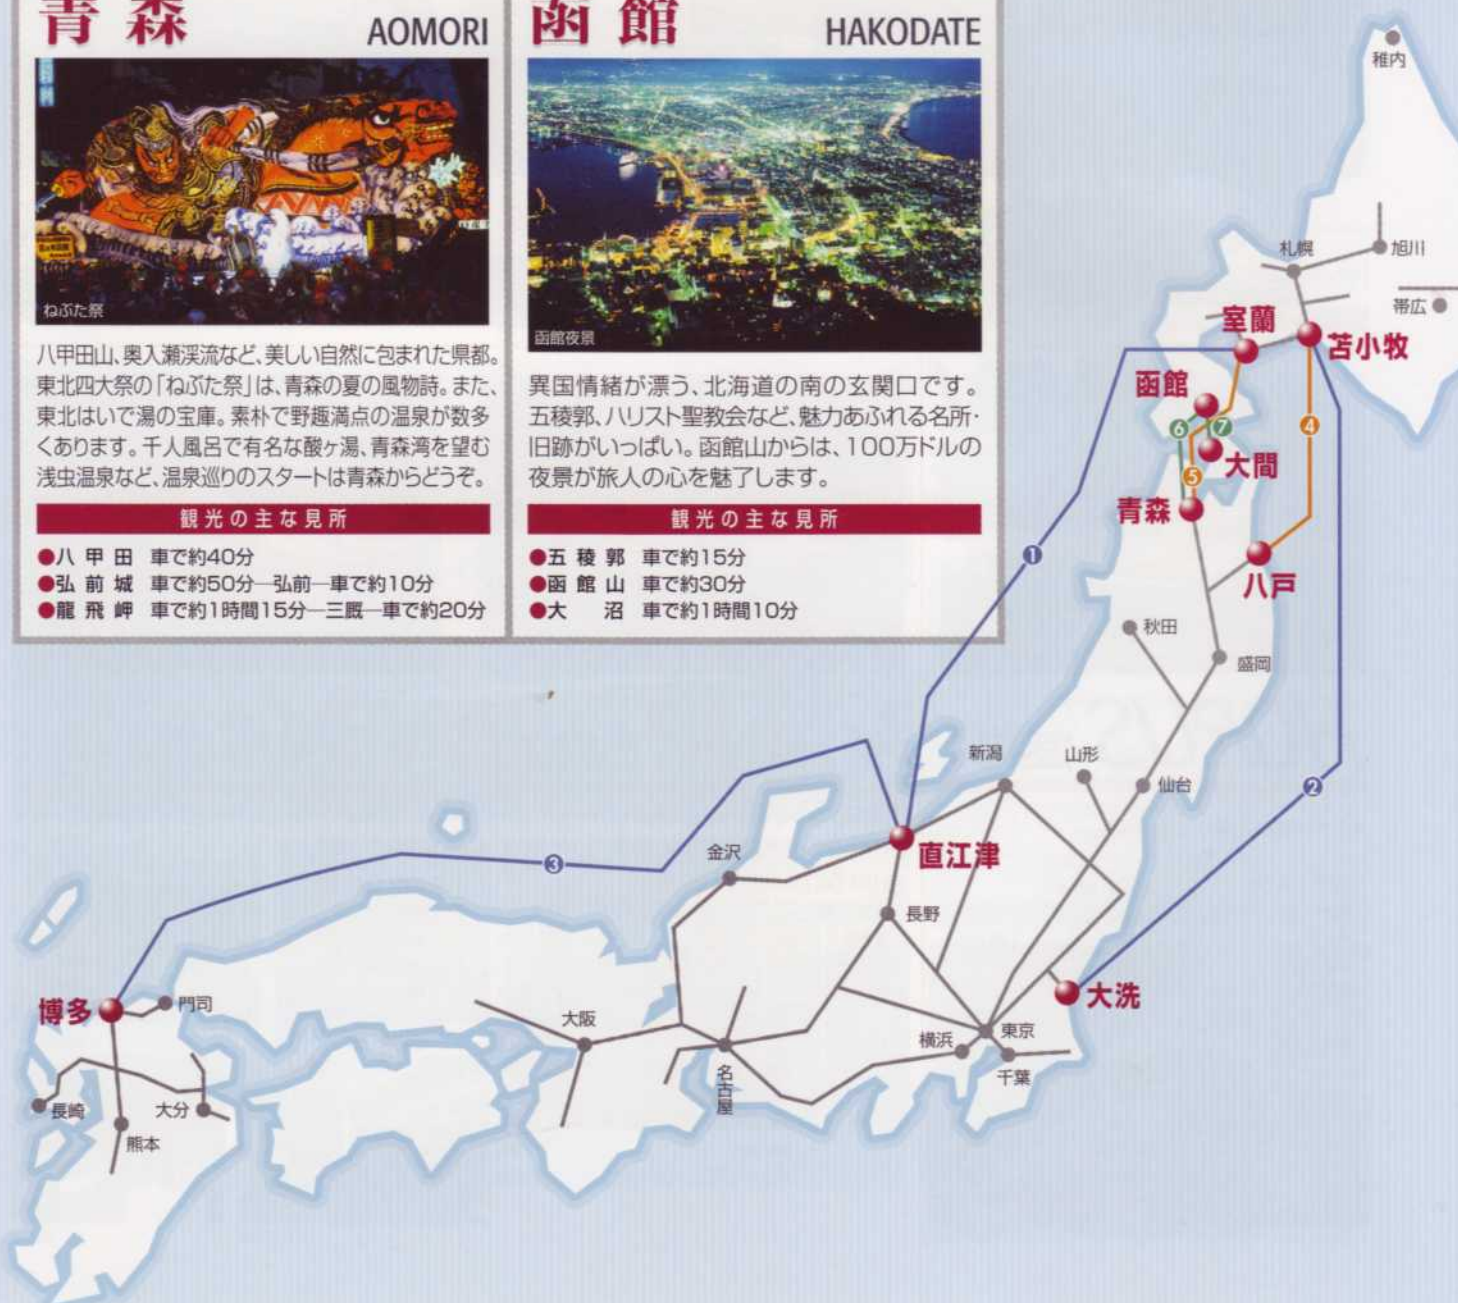 青森 AOMORI
ねぶた祭
八甲田山、奥入瀬渓流など、美しい自然に包まれた県都。
東北四大祭の「ねぶた祭」は、青森の夏の風物詩。また、
東北はいで湯の宝庫。素朴で野趣満点の温泉が数多
くあります。千人風呂で有名な酸ヶ湯、青森湾を望む
浅虫温泉など、温泉巡りのスタートは青森からどうぞ。
観光の主な見所
●八甲田 車で約40分
●弘前城 車で約50分―弘前―車で約10分
●龍飛岬 車で約1時間15分―三厩―車で約20分
函館 HAKODATE
函館夜景
異国情緒が漂う、北海道の南の玄関口です。
五稜郭、ハリスト聖教会など、魅力あふれる名所・
旧跡がいっぱい。函館山からは、100万ドルの
夜景が旅人の心を魅了します。
観光の主な見所
●五稜郭 車で約15分
●函館山 車で約30分
●大沼 車で約1時間10分
稚内
札幌
旭川
帯広
室蘭
苫小牧
函館
❻
❼
❹
大間
❺
青森
❶
八戸
秋田
盛岡
新潟
山形
仙台
❷
直江津
金沢
❸
長野
大洗
博多
門司
大阪
横浜
東京
千葉
名古屋
長崎
大分
熊本